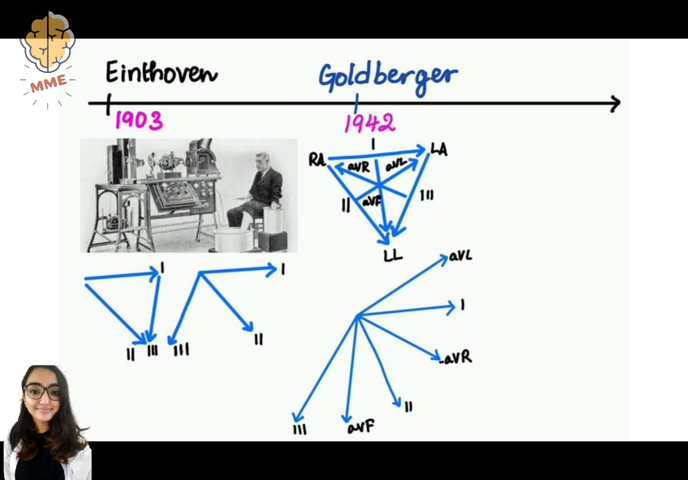 MME
Einthoven
Goldberger
1903
1942
I
RA
LA
aVR
aVL
II
aVF
III
LL
I
II
III
I
III
II
aVL
I
-aVR
II
aVF
III